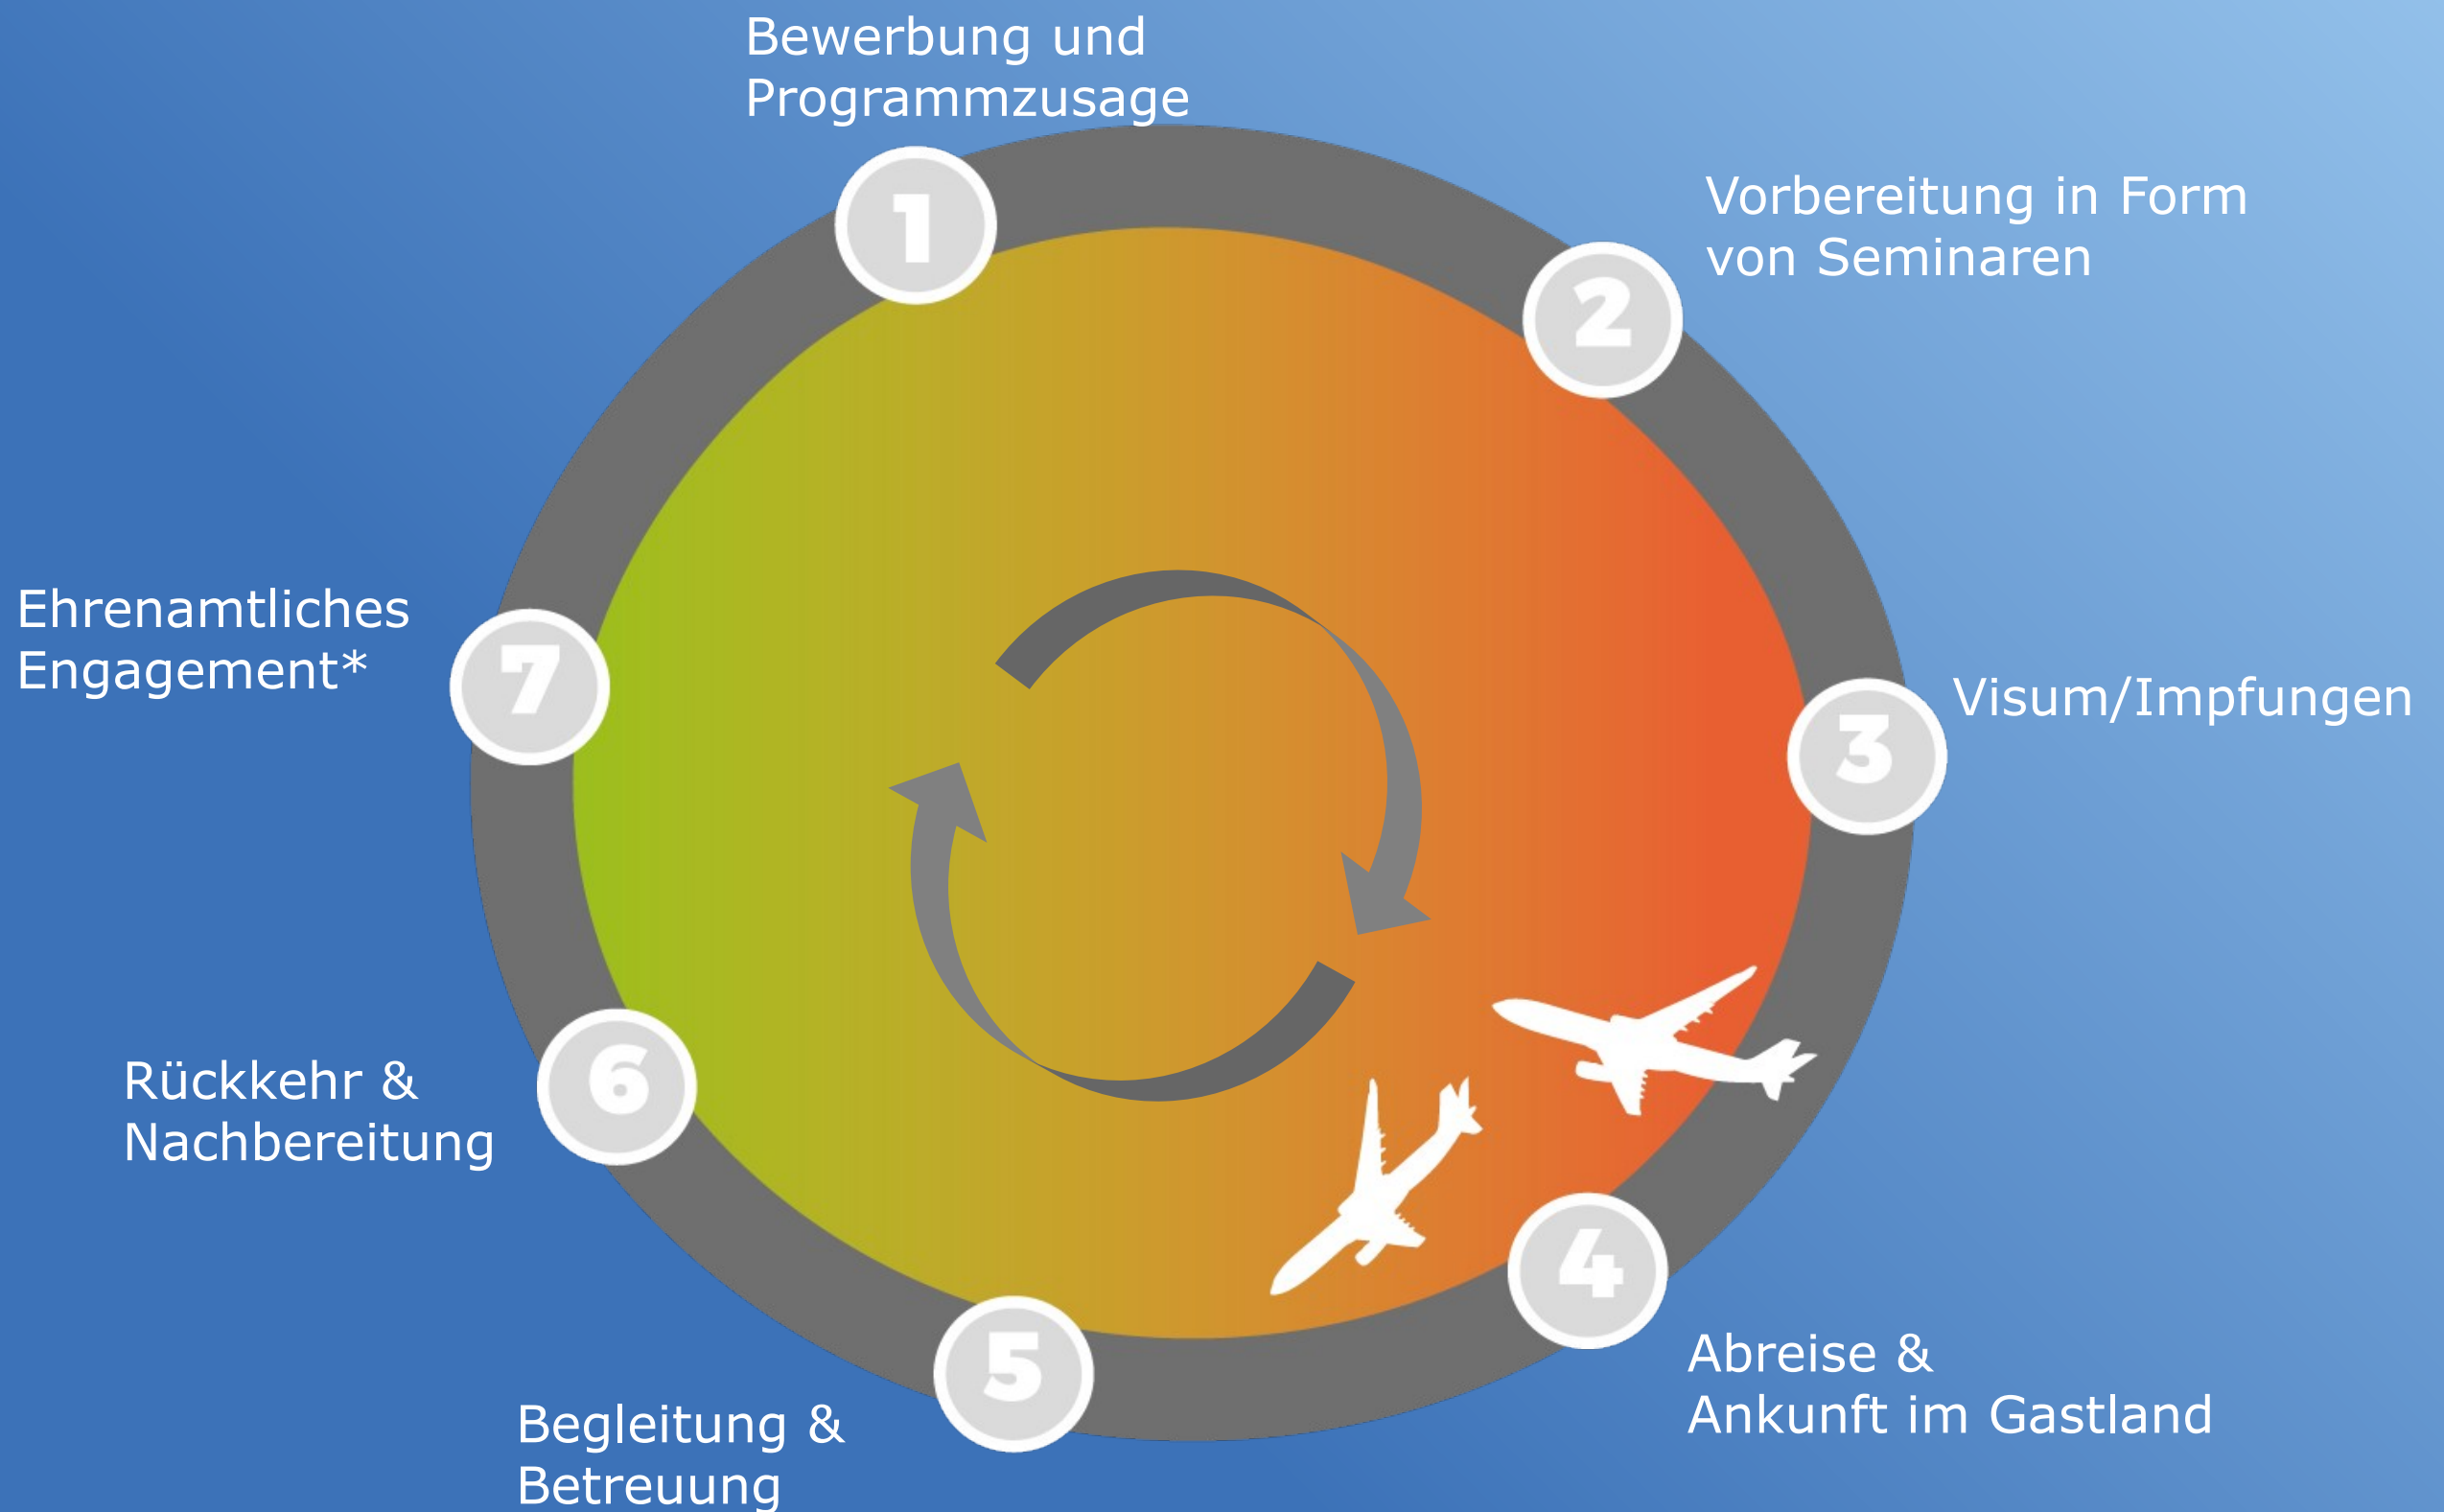 Bewerbung und
Programmzusage
1
Vorbereitung in Form
von Seminaren
2
Visum/Impfungen
3
4
Abreise &
Ankunft im Gastland
5
Begleitung &
Betreuung
6
Rückkehr &
Nachbereitung
7
Ehrenamtliches
Engagement*